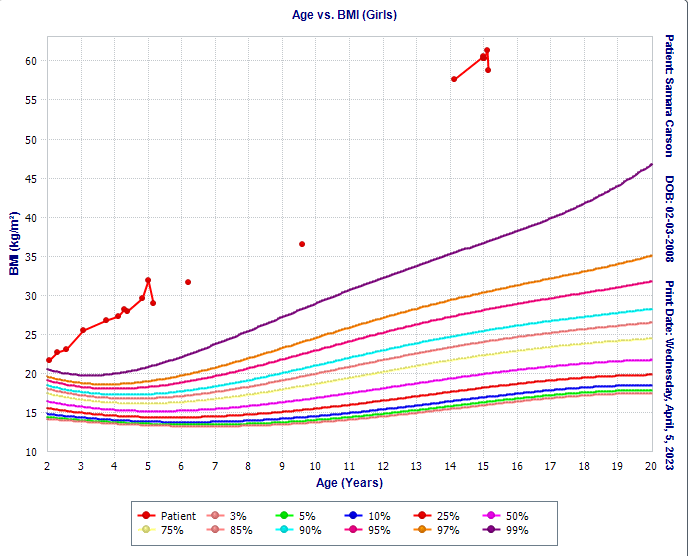 Age vs. BMI (Girls)
60
55
50
45
40
35
30
25
20
15
10
BMI (kg/m²)
2 3 4 5 6 7 8 9 10 11 12 13 14 15 16 17 18 19 20
Age (Years)
Patient: Samara Carson DOB: 02-03-2008 Print Date: Wednesday, April, 5, 2023
Patient 3% 5% 10% 25% 50%
75% 85% 90% 95% 97% 99%